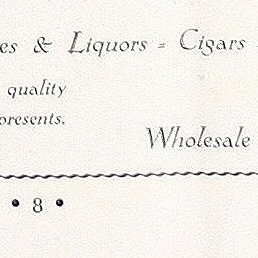 es & Liquors - Cigars
quality
presents.
Wholesale
• 8 •